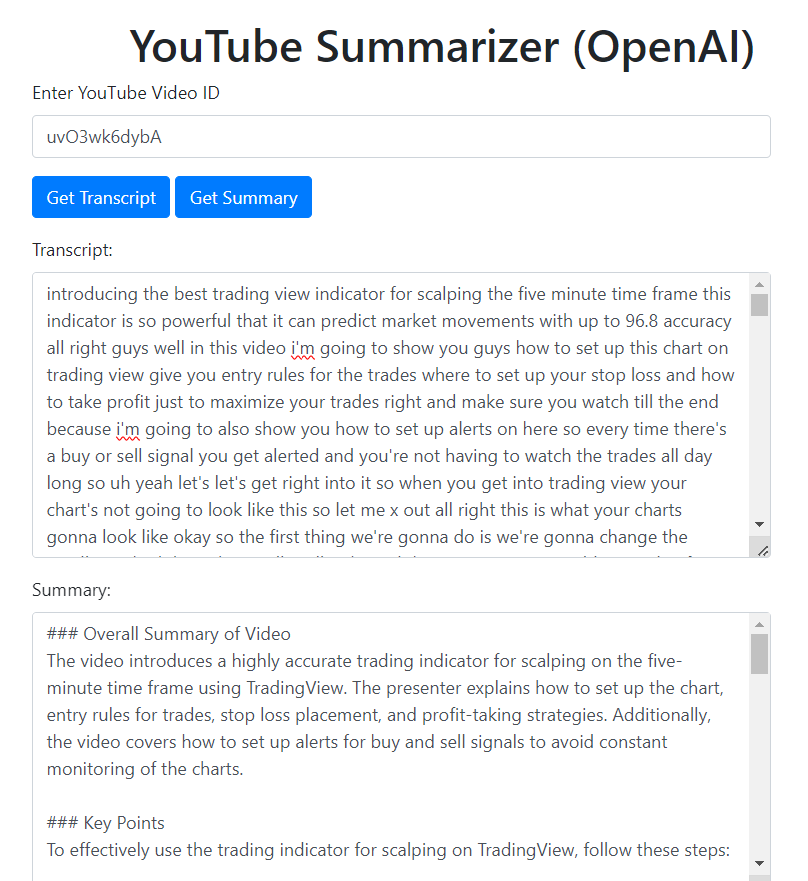 YouTube Summarizer (OpenAI)
Enter YouTube Video ID
uvO3wk6dybA
Get Transcript Get Summary
Transcript:
introducing the best trading view indicator for scalping the five minute time frame this
indicator is so powerful that it can predict market movements with up to 96.8 accuracy
all right guys well in this video i'm going to show you guys how to set up this chart on
trading view give you entry rules for the trades where to set up your stop loss and how
to take profit just to maximize your trades right and make sure you watch till the end
because i'm going to also show you how to set up alerts on here so every time there's
a buy or sell signal you get alerted and you're not having to watch the trades all day
long so uh yeah let's let's get right into it so when you get into trading view your
chart's not going to look like this so let me x out all right this is what your charts
gonna look like okay so the first thing we're gonna do is we're gonna change the
Summary:
### Overall Summary of Video
The video introduces a highly accurate trading indicator for scalping on the five-
minute time frame using TradingView. The presenter explains how to set up the chart,
entry rules for trades, stop loss placement, and profit-taking strategies. Additionally,
the video covers how to set up alerts for buy and sell signals to avoid constant
monitoring of the charts.
### Key Points
To effectively use the trading indicator for scalping on TradingView, follow these steps: